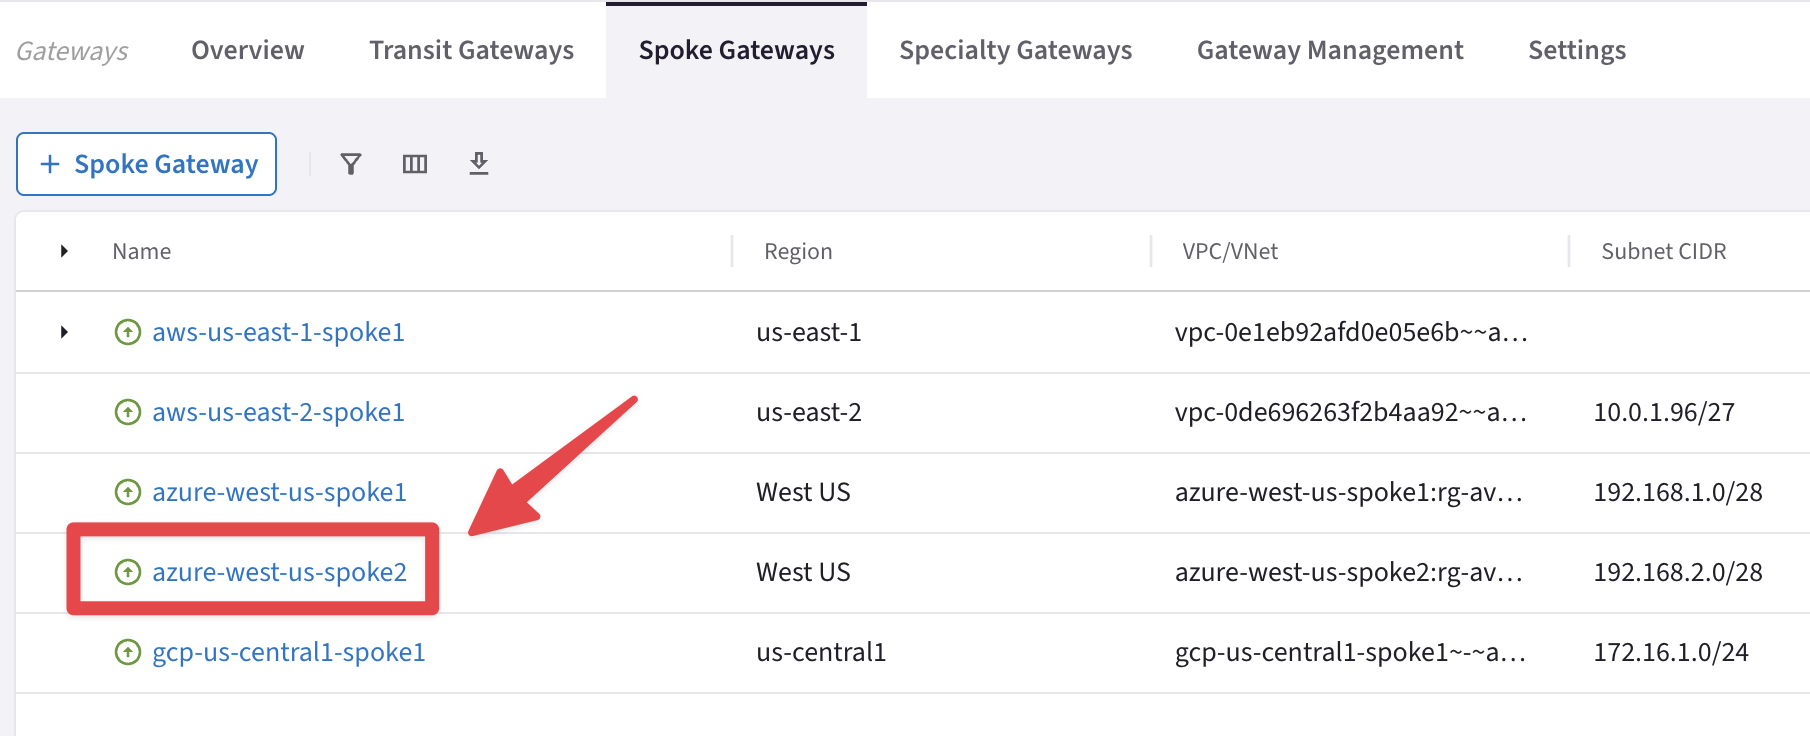 Gateways Overview Transit Gateways Spoke Gateways Specialty Gateways Gateway Management Settings
+ Spoke Gateway
Name Region VPC/VNet Subnet CIDR
aws-us-east-1-spoke1 us-east-1 vpc-0e1eb92afd0e05e6b~~a...
aws-us-east-2-spoke1 us-east-2 vpc-0de696263f2b4aa92~~a... 10.0.1.96/27
azure-west-us-spoke1 West US azure-west-us-spoke1:rg-av... 192.168.1.0/28
azure-west-us-spoke2 West US azure-west-us-spoke2:rg-av... 192.168.2.0/28
gcp-us-central1-spoke1 us-central1 gcp-us-central1-spoke1~-~a... 172.16.1.0/24